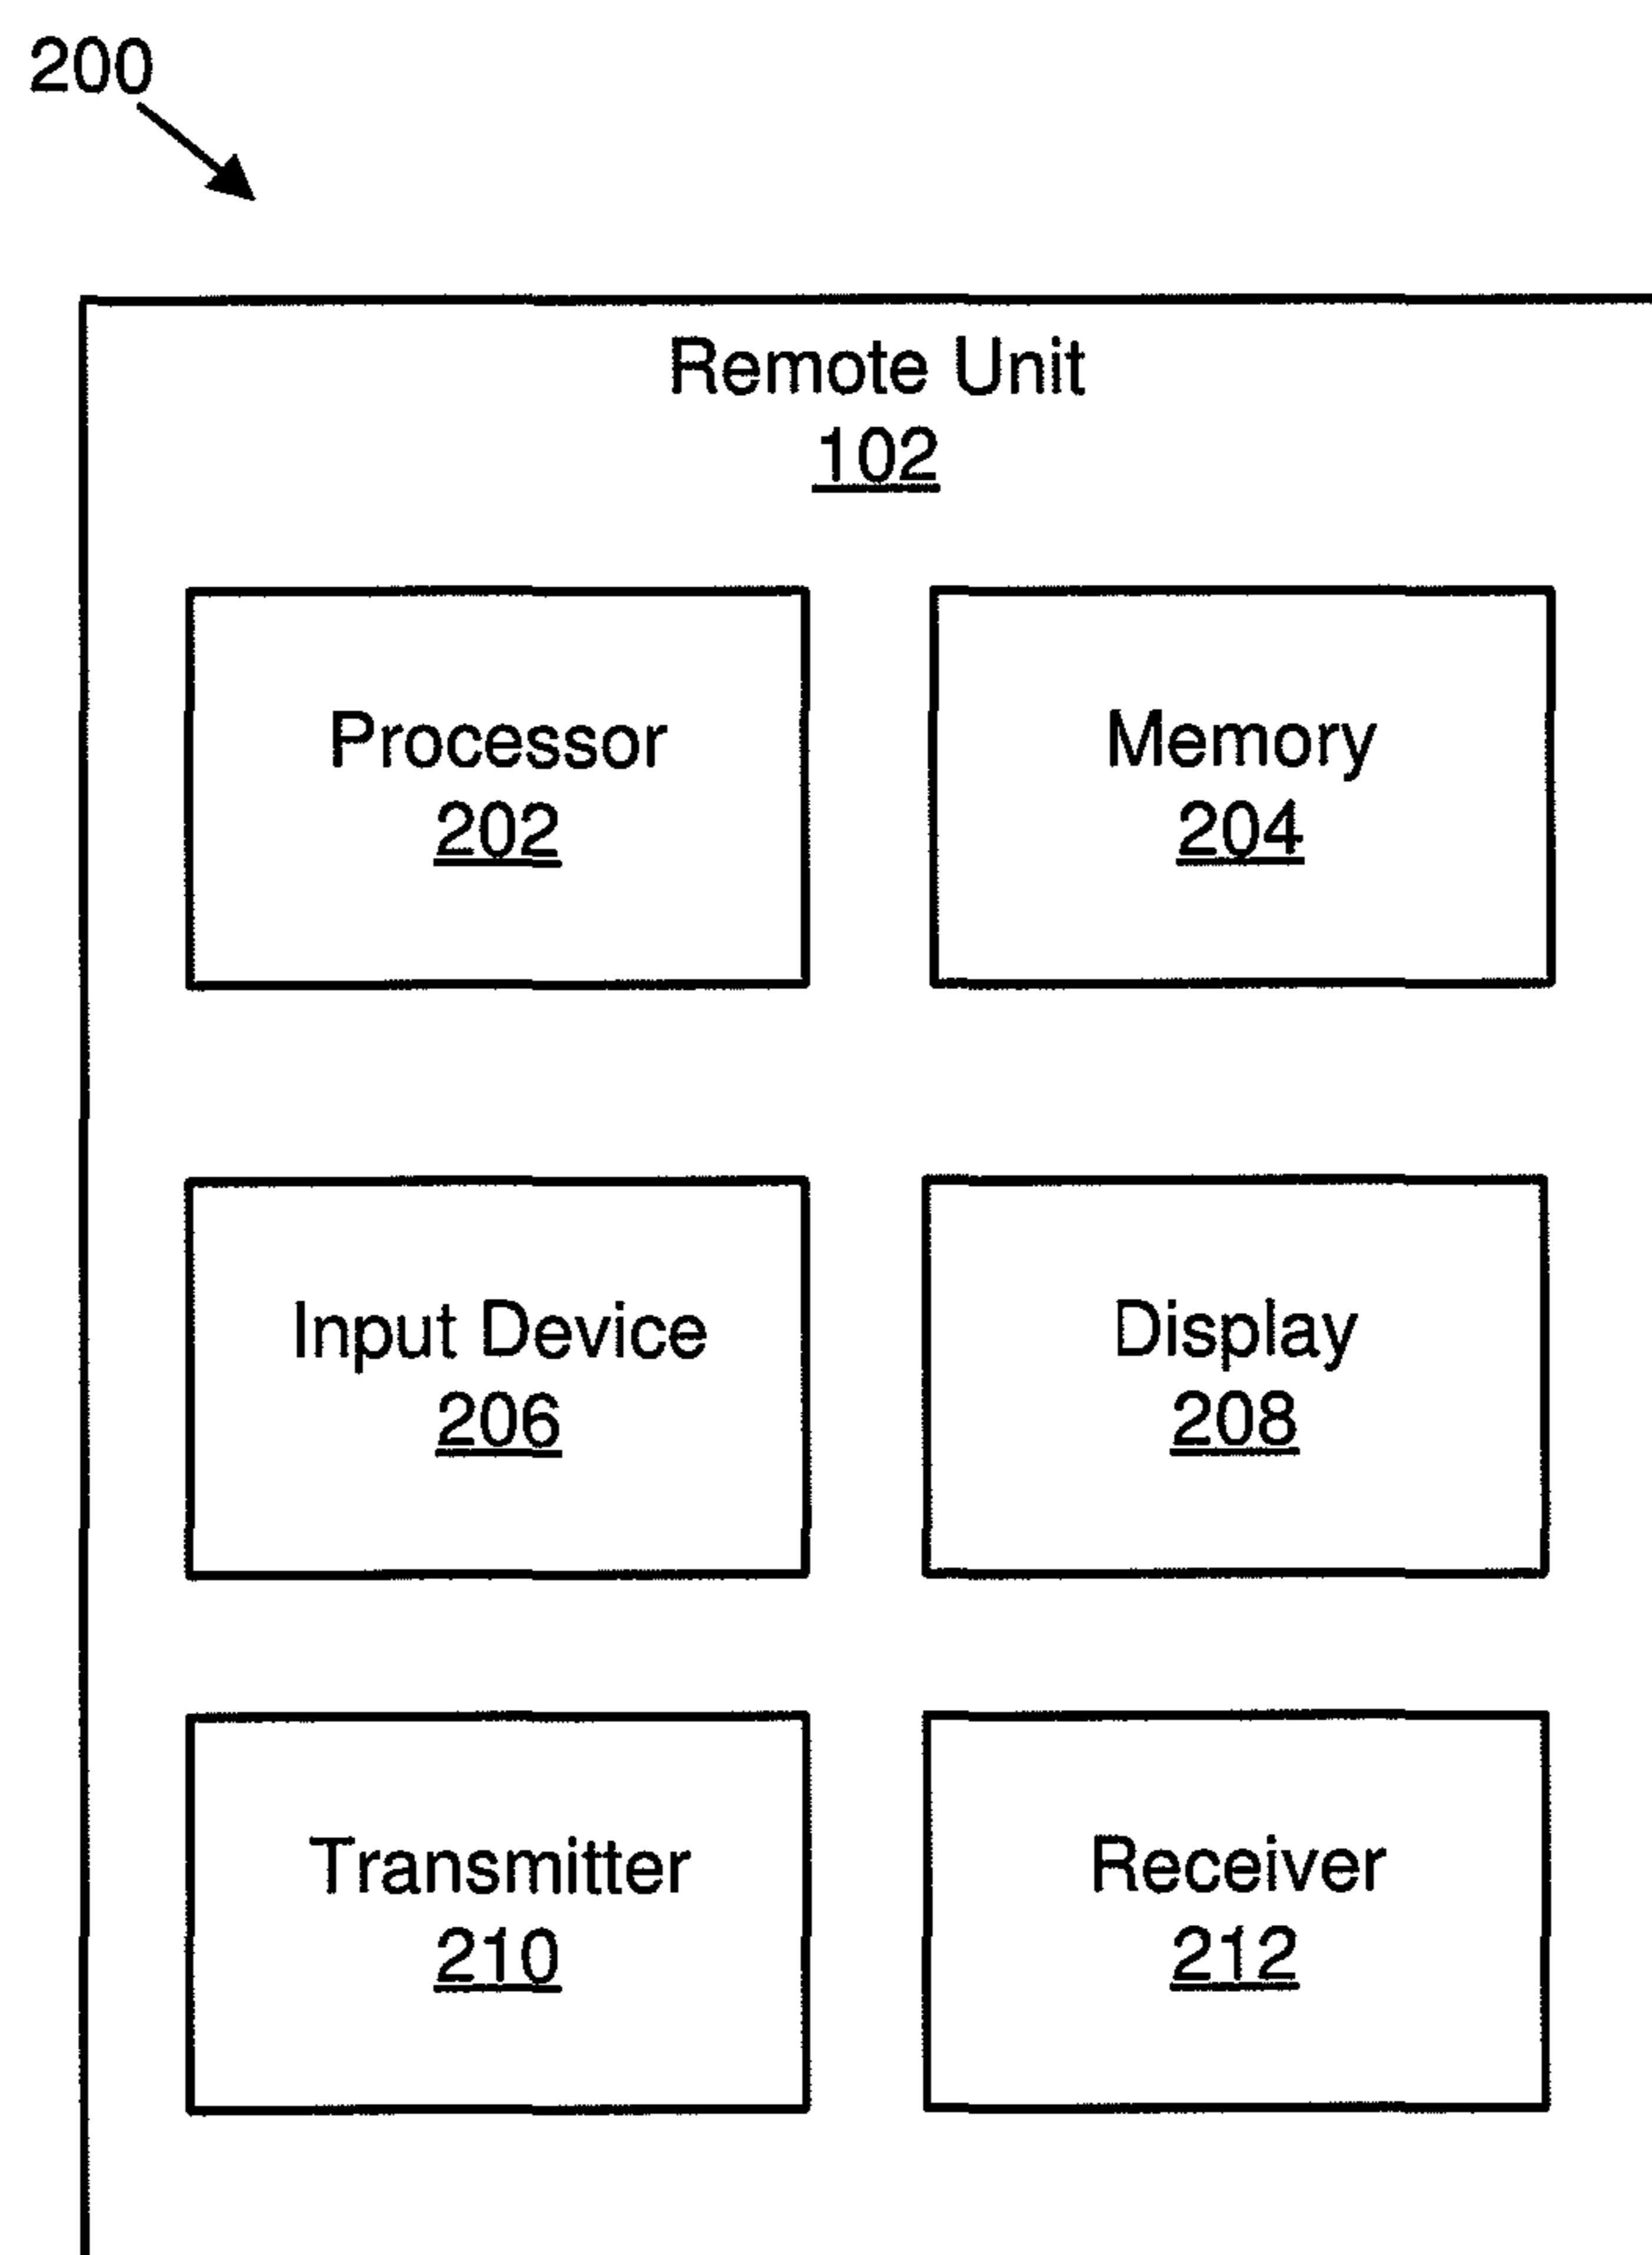 200
Remote Unit
102
Processor
202
Memory
204
Input Device
206
Display
208
Transmitter
210
Receiver
212